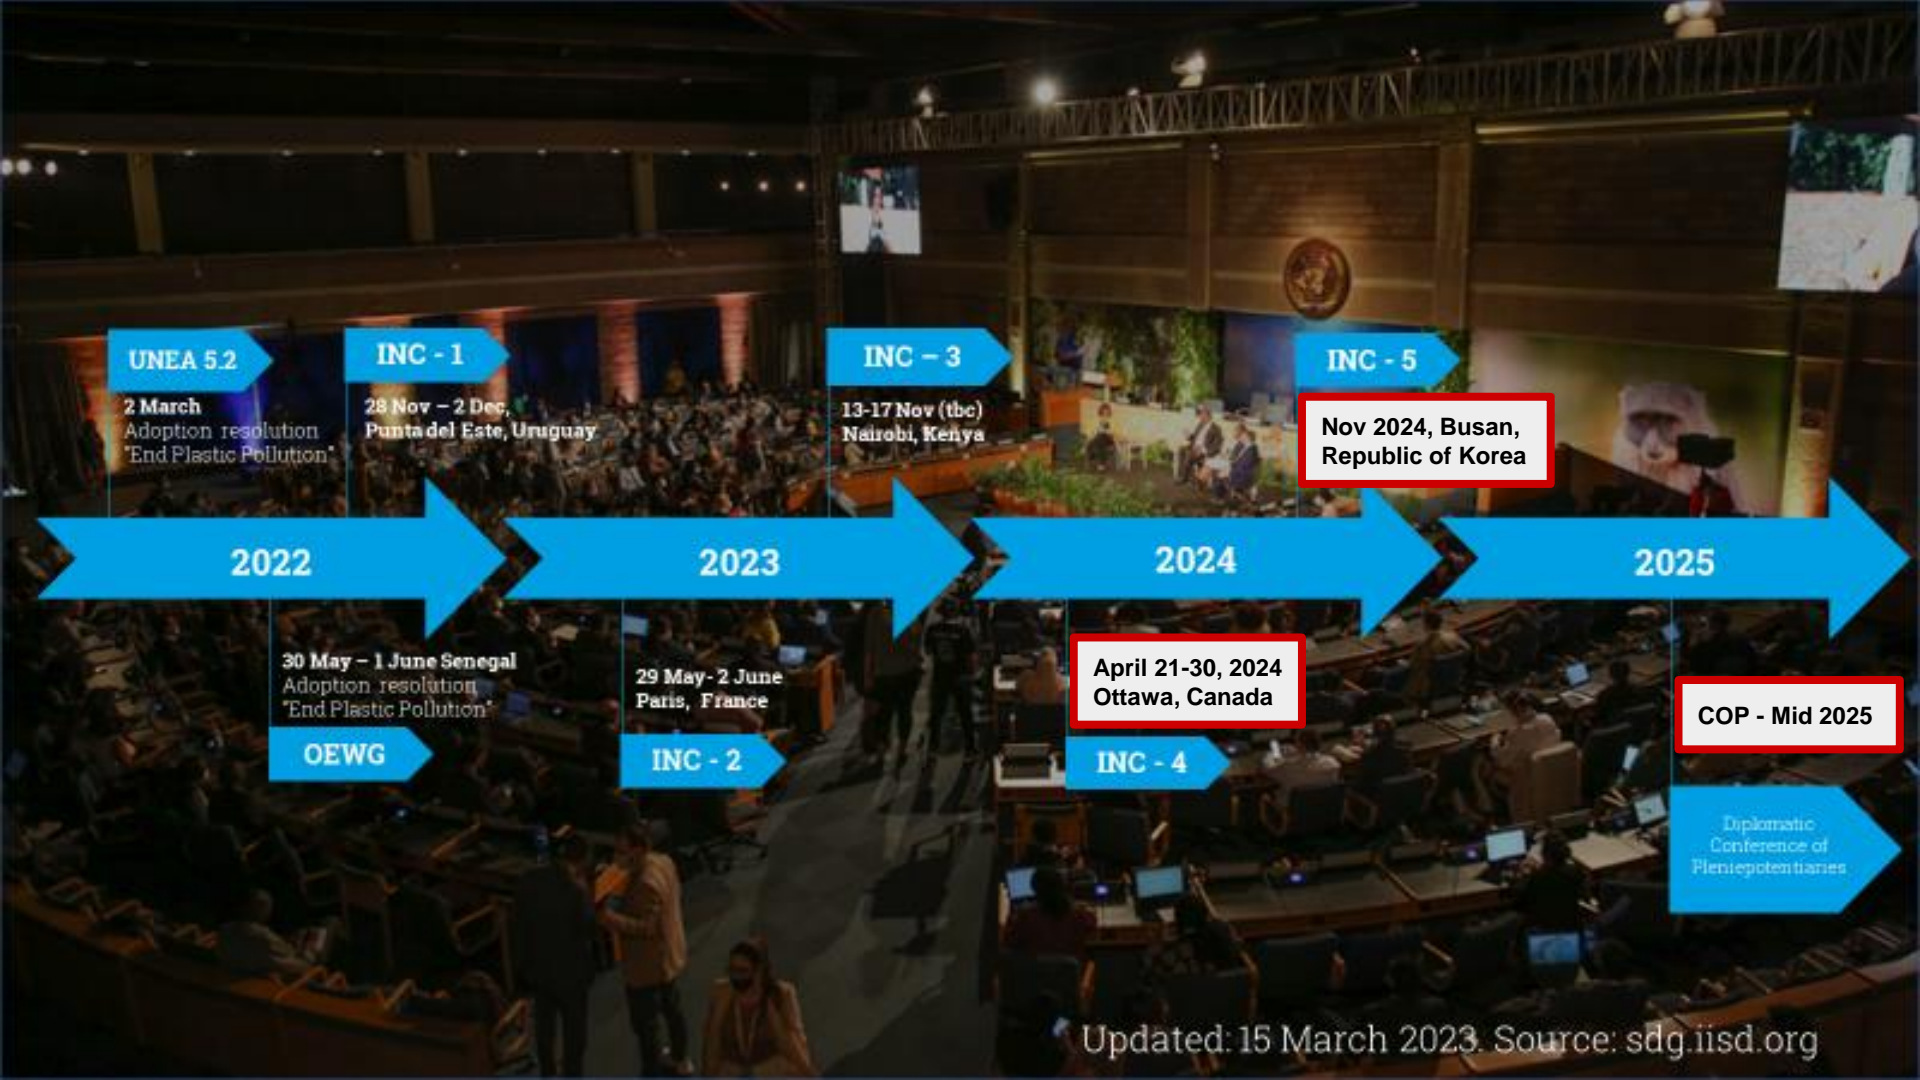 UNEA 5.2
2 March
Adoption resolution
"End Plastic Pollution"
INC - 1
28 Nov – 2 Dec,
Punta del Este, Uruguay
INC – 3
13-17 Nov (tbc)
Nairobi, Kenya
INC - 5
Nov 2024, Busan,
Republic of Korea
2022
2023
2024
2025
30 May – 1 June Senegal
Adoption resolution
"End Plastic Pollution"
OEWG
29 May- 2 June
Paris, France
INC - 2
April 21-30, 2024
Ottawa, Canada
INC - 4
COP - Mid 2025
Diplomatic
Conference of
Pleniepotentiaries
Updated: 15 March 2023. Source: sdg.iisd.org